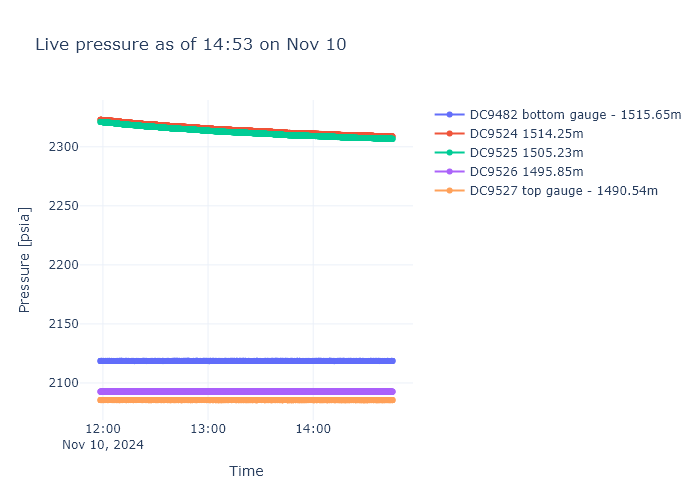 Live pressure as of 14:53 on Nov 10
DC9482 bottom gauge - 1515.65m
DC9524 1514.25m
DC9525 1505.23m
DC9526 1495.85m
DC9527 top gauge - 1490.54m
Pressure [psia]
2300
2250
2200
2150
2100
12:00
13:00
14:00
Nov 10, 2024
Time